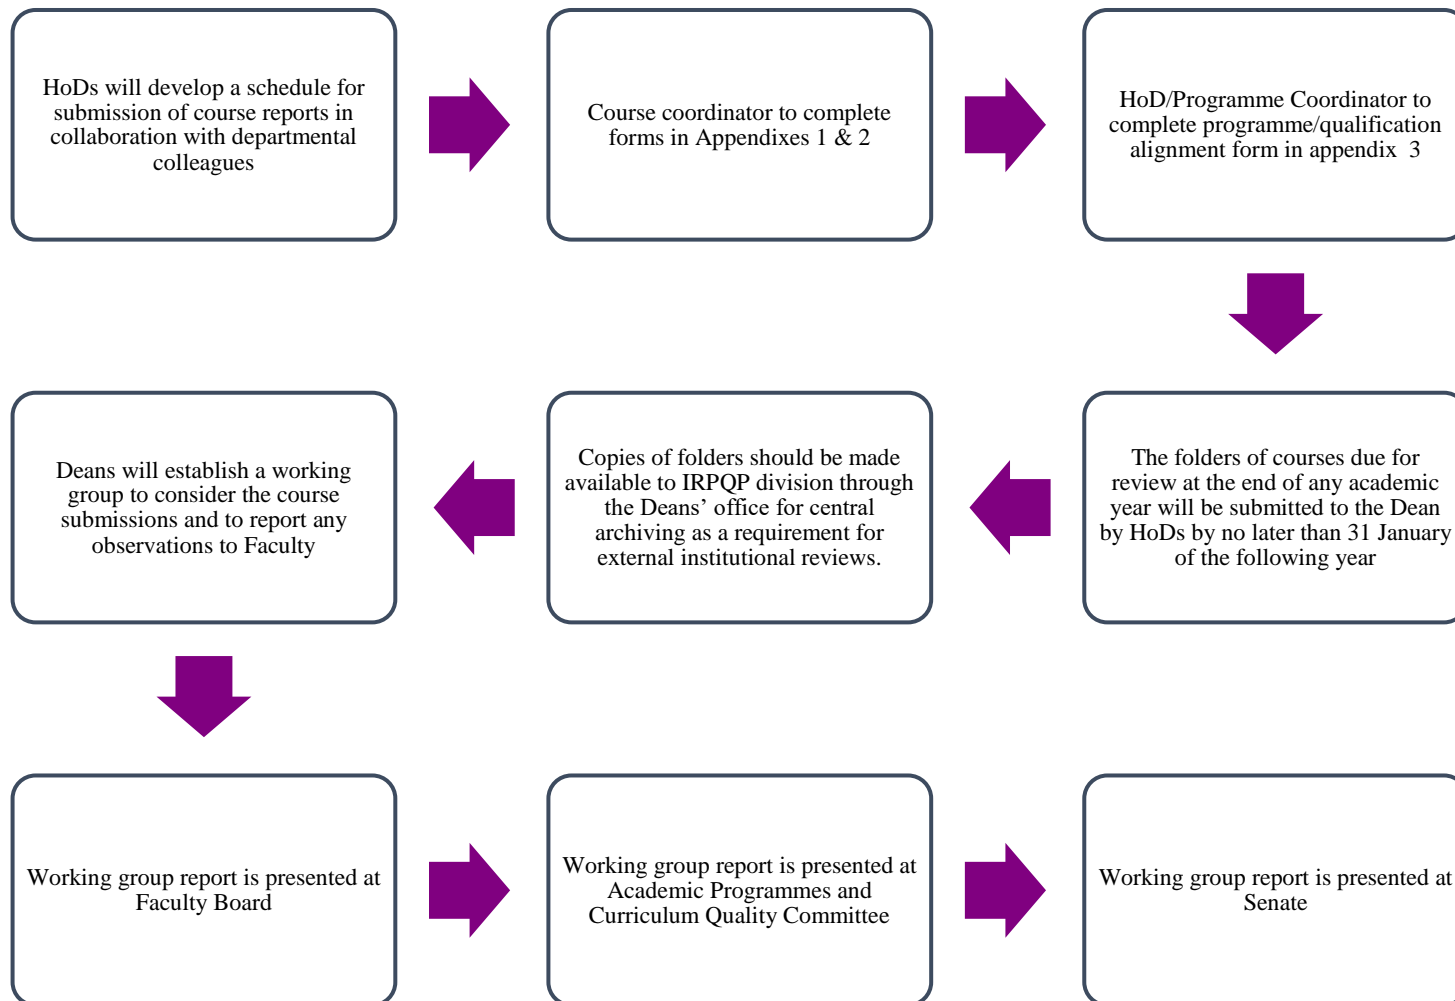 HoDs will develop a schedule for
submission of course reports in
collaboration with departmental
colleagues
Course coordinator to complete
forms in Appendixes 1 & 2
HoD/Programme Coordinator to
complete programme/qualification
alignment form in appendix  3
The folders of courses due for
review at the end of any academic
year will be submitted to the Dean
by HoDs by no later than 31 January
of the following year
Copies of folders should be made
available to IRPQP division through
the Deans’ office for central
archiving as a requirement for
external institutional reviews.
Deans will establish a working
group to consider the course
submissions and to report any
observations to Faculty
Working group report is presented at
Faculty Board
Working group report is presented at
Academic Programmes and
Curriculum Quality Committee
Working group report is presented at
Senate